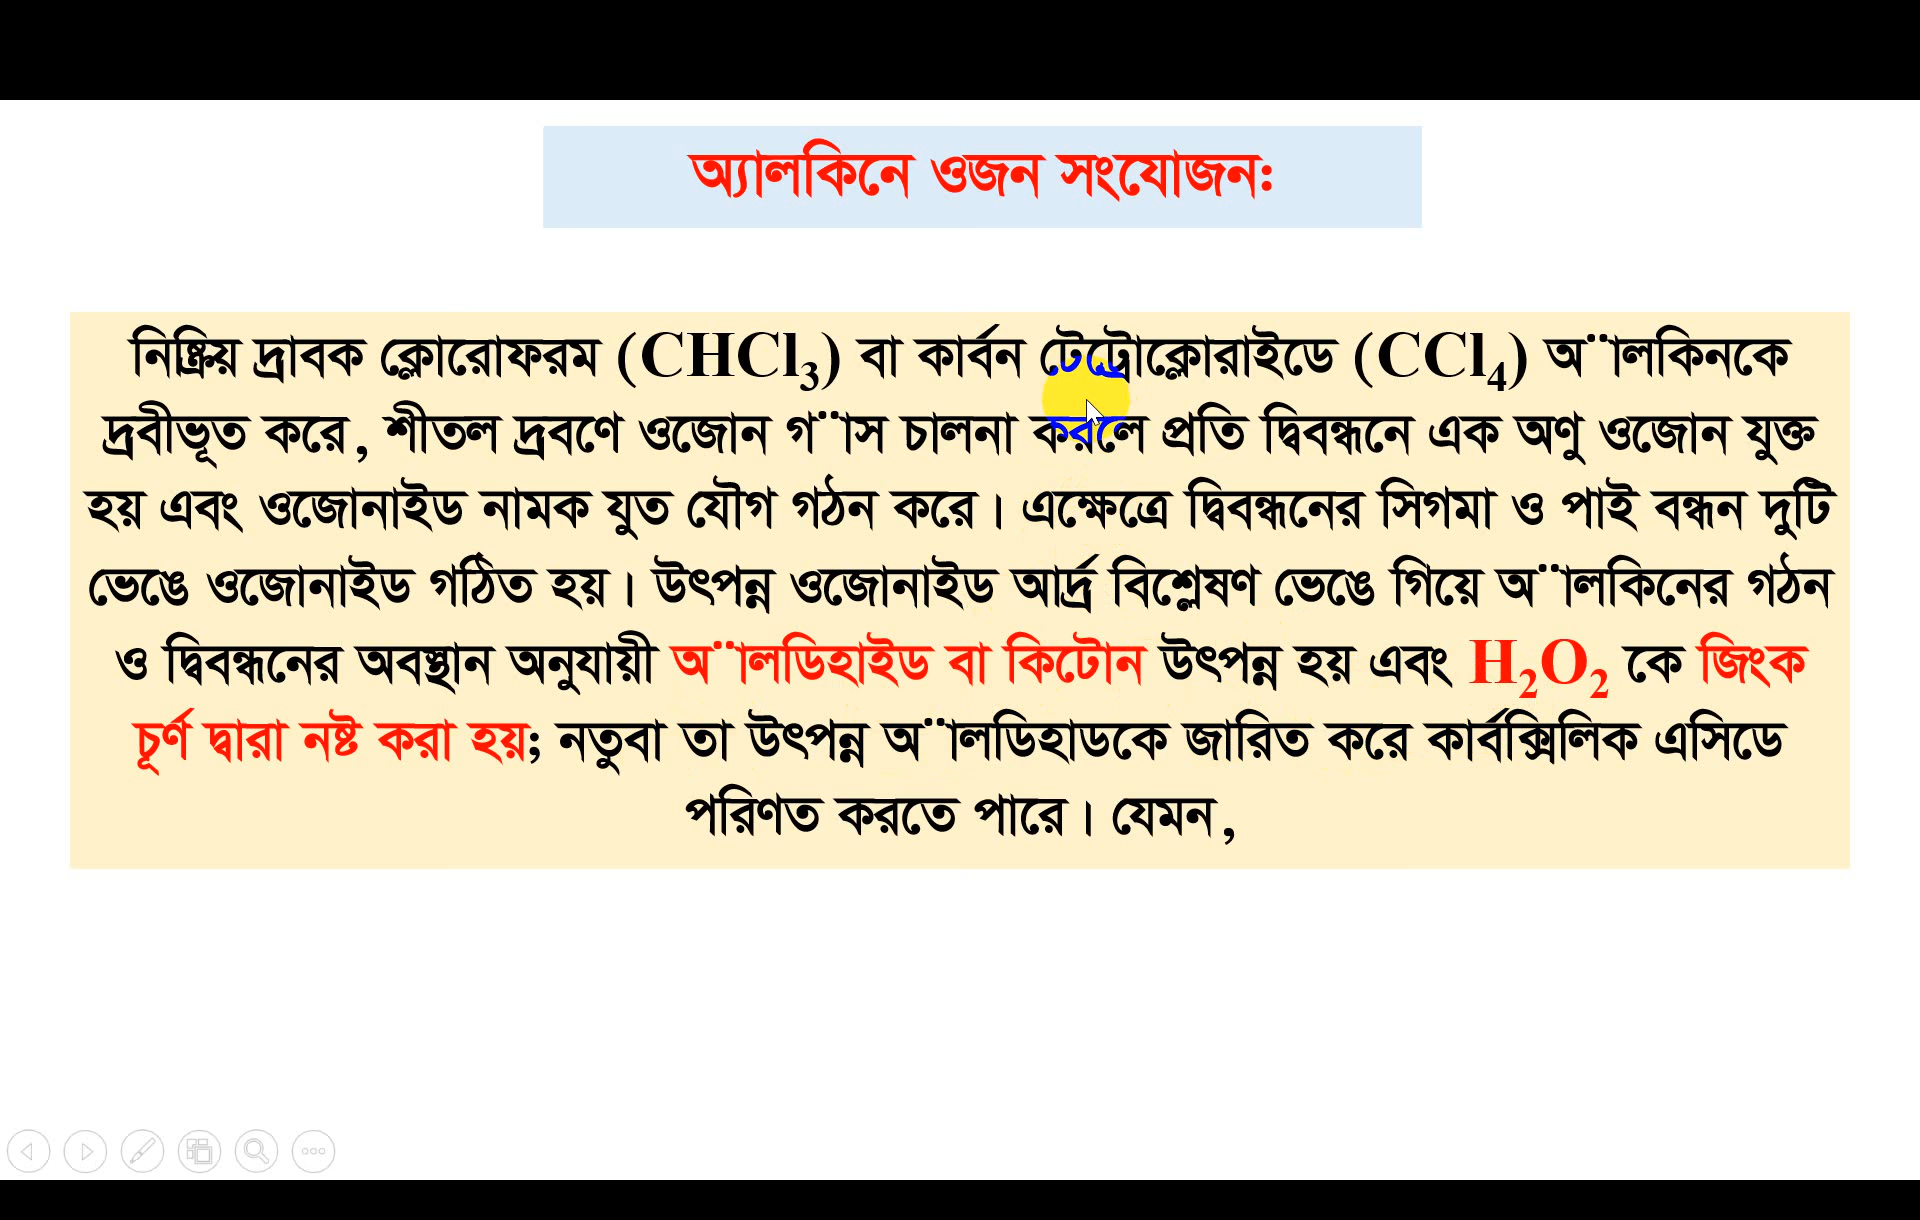 অ্যালকিনে ওজন সংযোজন:
নিষ্ক্রিয় দ্রাবক ক্লোরোফরম (CHCl₃) বা কার্বন টেট্রোক্লোরাইডে (CCl₄) অ¨ালকিনকে
দ্রবীভূত করে, শীতল দ্রবণে ওজোন গ¨াস চালনা করলে প্রতি দ্বিবন্ধনে এক অণু ওজোন যুক্ত
হয় এবং ওজোনাইড নামক যুত যৌগ গঠন করে। এক্ষেত্রে দ্বিবন্ধনের সিগমা ও পাই বন্ধন দুটি
ভেঙে ওজোনাইড গঠিত হয়। উৎপন্ন ওজোনাইড আর্দ্র বিশ্লেষণ ভেঙে গিয়ে অ¨ালকিনের গঠন
ও দ্বিবন্ধনের অবস্থান অনুযায়ী অ¨ালডিহাইড বা কিটোন উৎপন্ন হয় এবং H₂O₂ কে জিংক
চূর্ণ দ্বারা নষ্ট করা হয়; নতুবা তা উৎপন্ন অ¨ালডিহাডকে জারিত করে কার্বক্সিলিক এসিডে
পরিণত করতে পারে। যেমন,